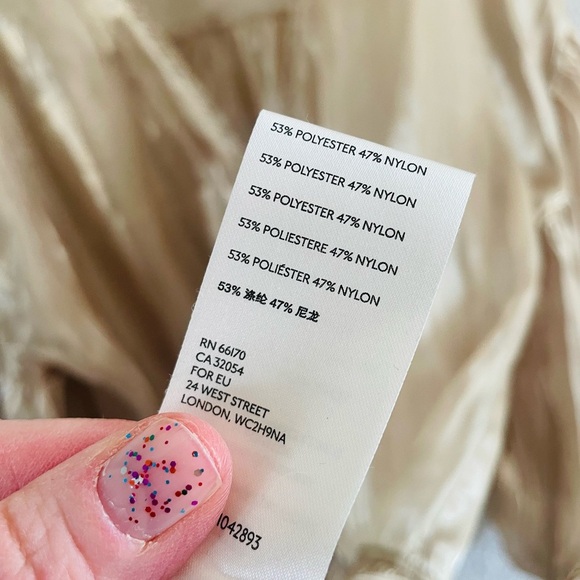 53% POLYESTER 47% NYLON
53% POLYESTER 47% NYLON
53% POLYESTER 47% NYLON
53% POLIESTERE 47% NYLON
53% POLIÉSTER 47% NYLON
53% 涤纶 47% 尼龙
RN 66170
CA 32054
FOR EU
24 WEST STREET
LONDON, WC2H9NA
1042893